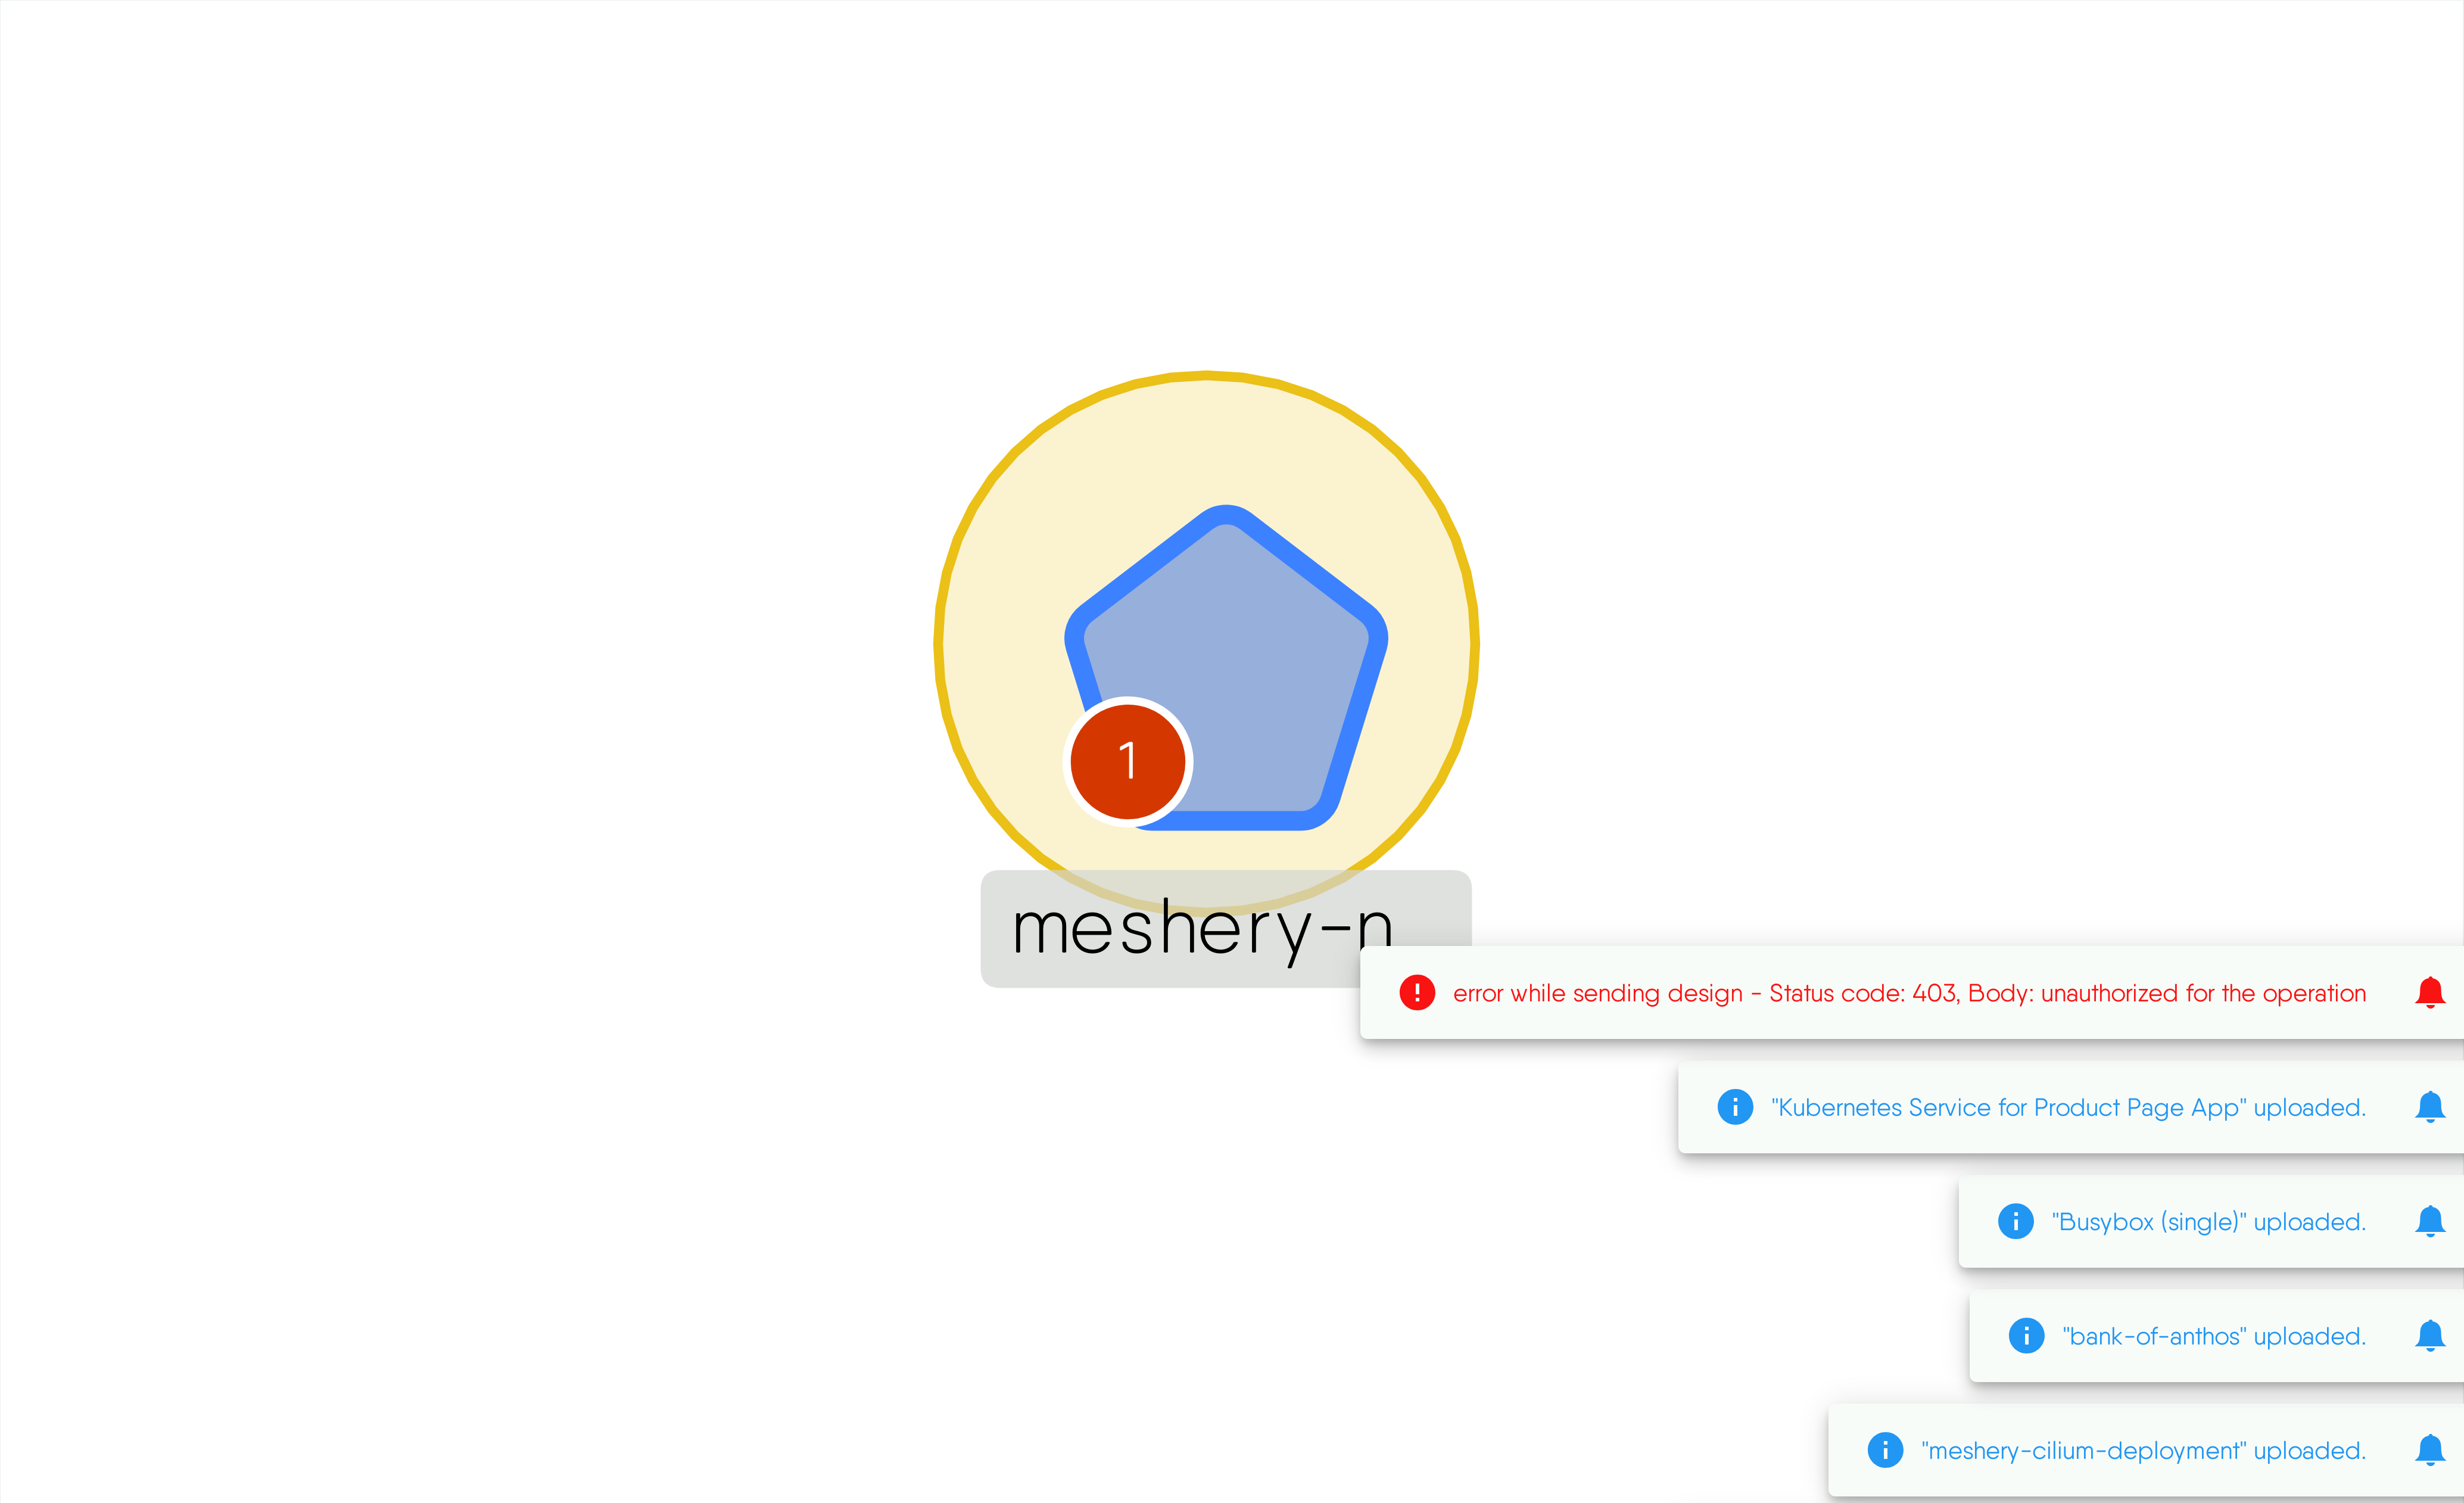 1
meshery-n
error while sending design - Status code: 403, Body: unauthorized for the operation
"Kubernetes Service for Product Page App" uploaded.
"Busybox (single)" uploaded.
"bank-of-anthos" uploaded.
"meshery-cilium-deployment" uploaded.